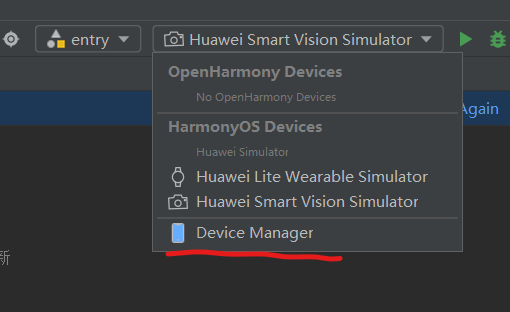 entry
Huawei Smart Vision Simulator
OpenHarmony Devices
No OpenHarmony Devices
Again
HarmonyOS Devices
Huawei Simulator
Huawei Lite Wearable Simulator
Huawei Smart Vision Simulator
Device Manager
新